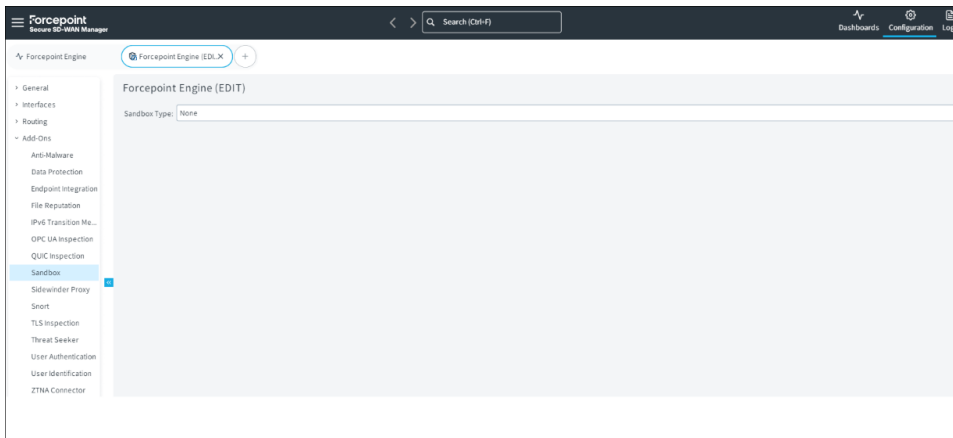 Forcepoint
Secure SD-WAN Manager
Search (Ctrl-F)
Dashboards
Configuration
Forcepoint Engine
Forcepoint Engine (EDI..
General
Interfaces
Routing
Add-Ons
Anti-Malware
Data Protection
Endpoint Integration
File Reputation
IPv6 Transition Me...
OPC UA Inspection
QUIC Inspection
Sandbox
Sidewinder Proxy
Snort
TLS Inspection
Threat Seeker
User Authentication
User Identification
ZTNA Connector
Forcepoint Engine (EDIT)
Sandbox Type: None